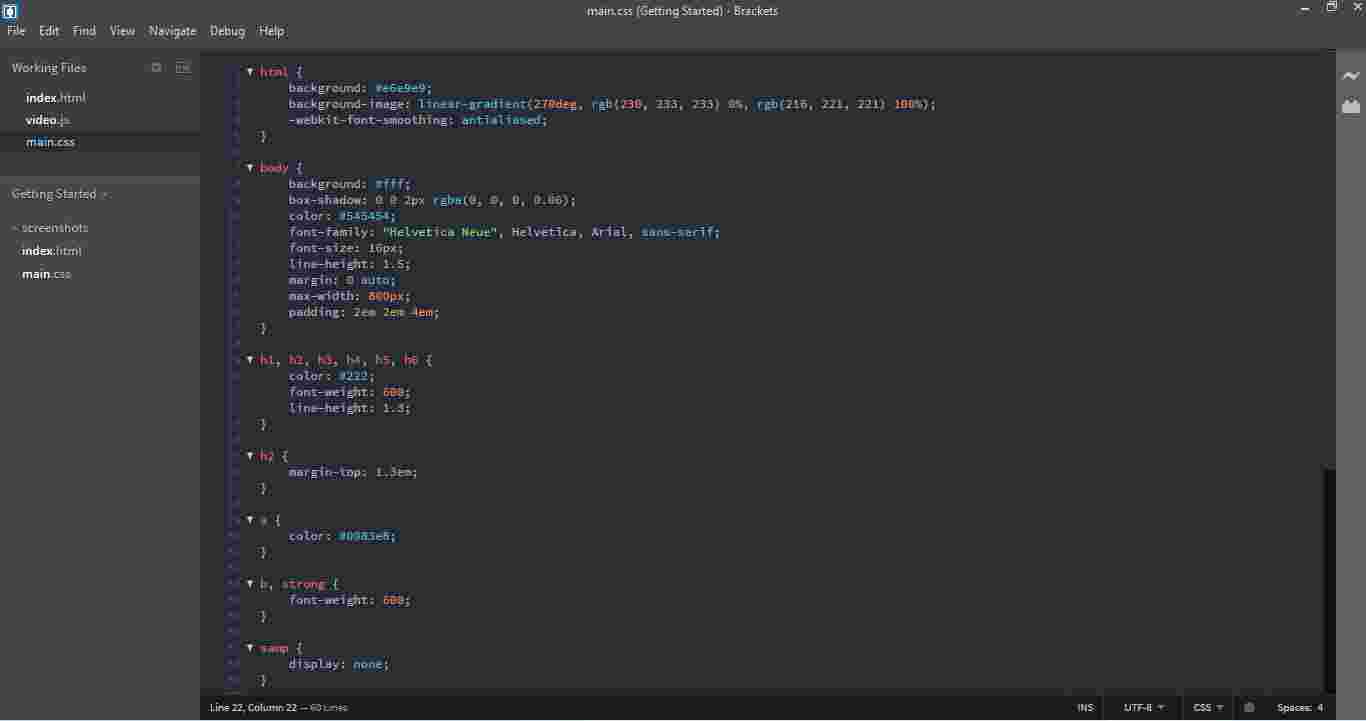 main.css (Getting Started) - Brackets
File Edit Find View Navigate Debug Help
Working Files
index.html
video.js
main.css
Getting Started
screenshots
index.html
main.css
html {
background: #e6e9e9;
background-image: linear-gradient(270deg, rgb(230, 233, 233) 0%, rgb(216, 221, 221) 100%);
-webkit-font-smoothing: antialiased;
}
body {
background: #fff;
box-shadow: 0 0 2px rgba(0, 0, 0, 0.06);
color: #545454;
font-family: "Helvetica Neue", Helvetica, Arial, sans-serif;
font-size: 16px;
line-height: 1.5;
margin: 0 auto;
max-width: 800px;
padding: 2em 2em 4em;
}
h1, h2, h3, h4, h5, h6 {
color: #222;
font-weight: 600;
line-height: 1.3;
}
h2 {
margin-top: 1.3em;
}
a {
color: #0083e8;
}
b, strong {
font-weight: 600;
}
samp {
display: none;
}
Line 22, Column 22 — 60 Lines
INS UTF-8 CSS Spaces: 4